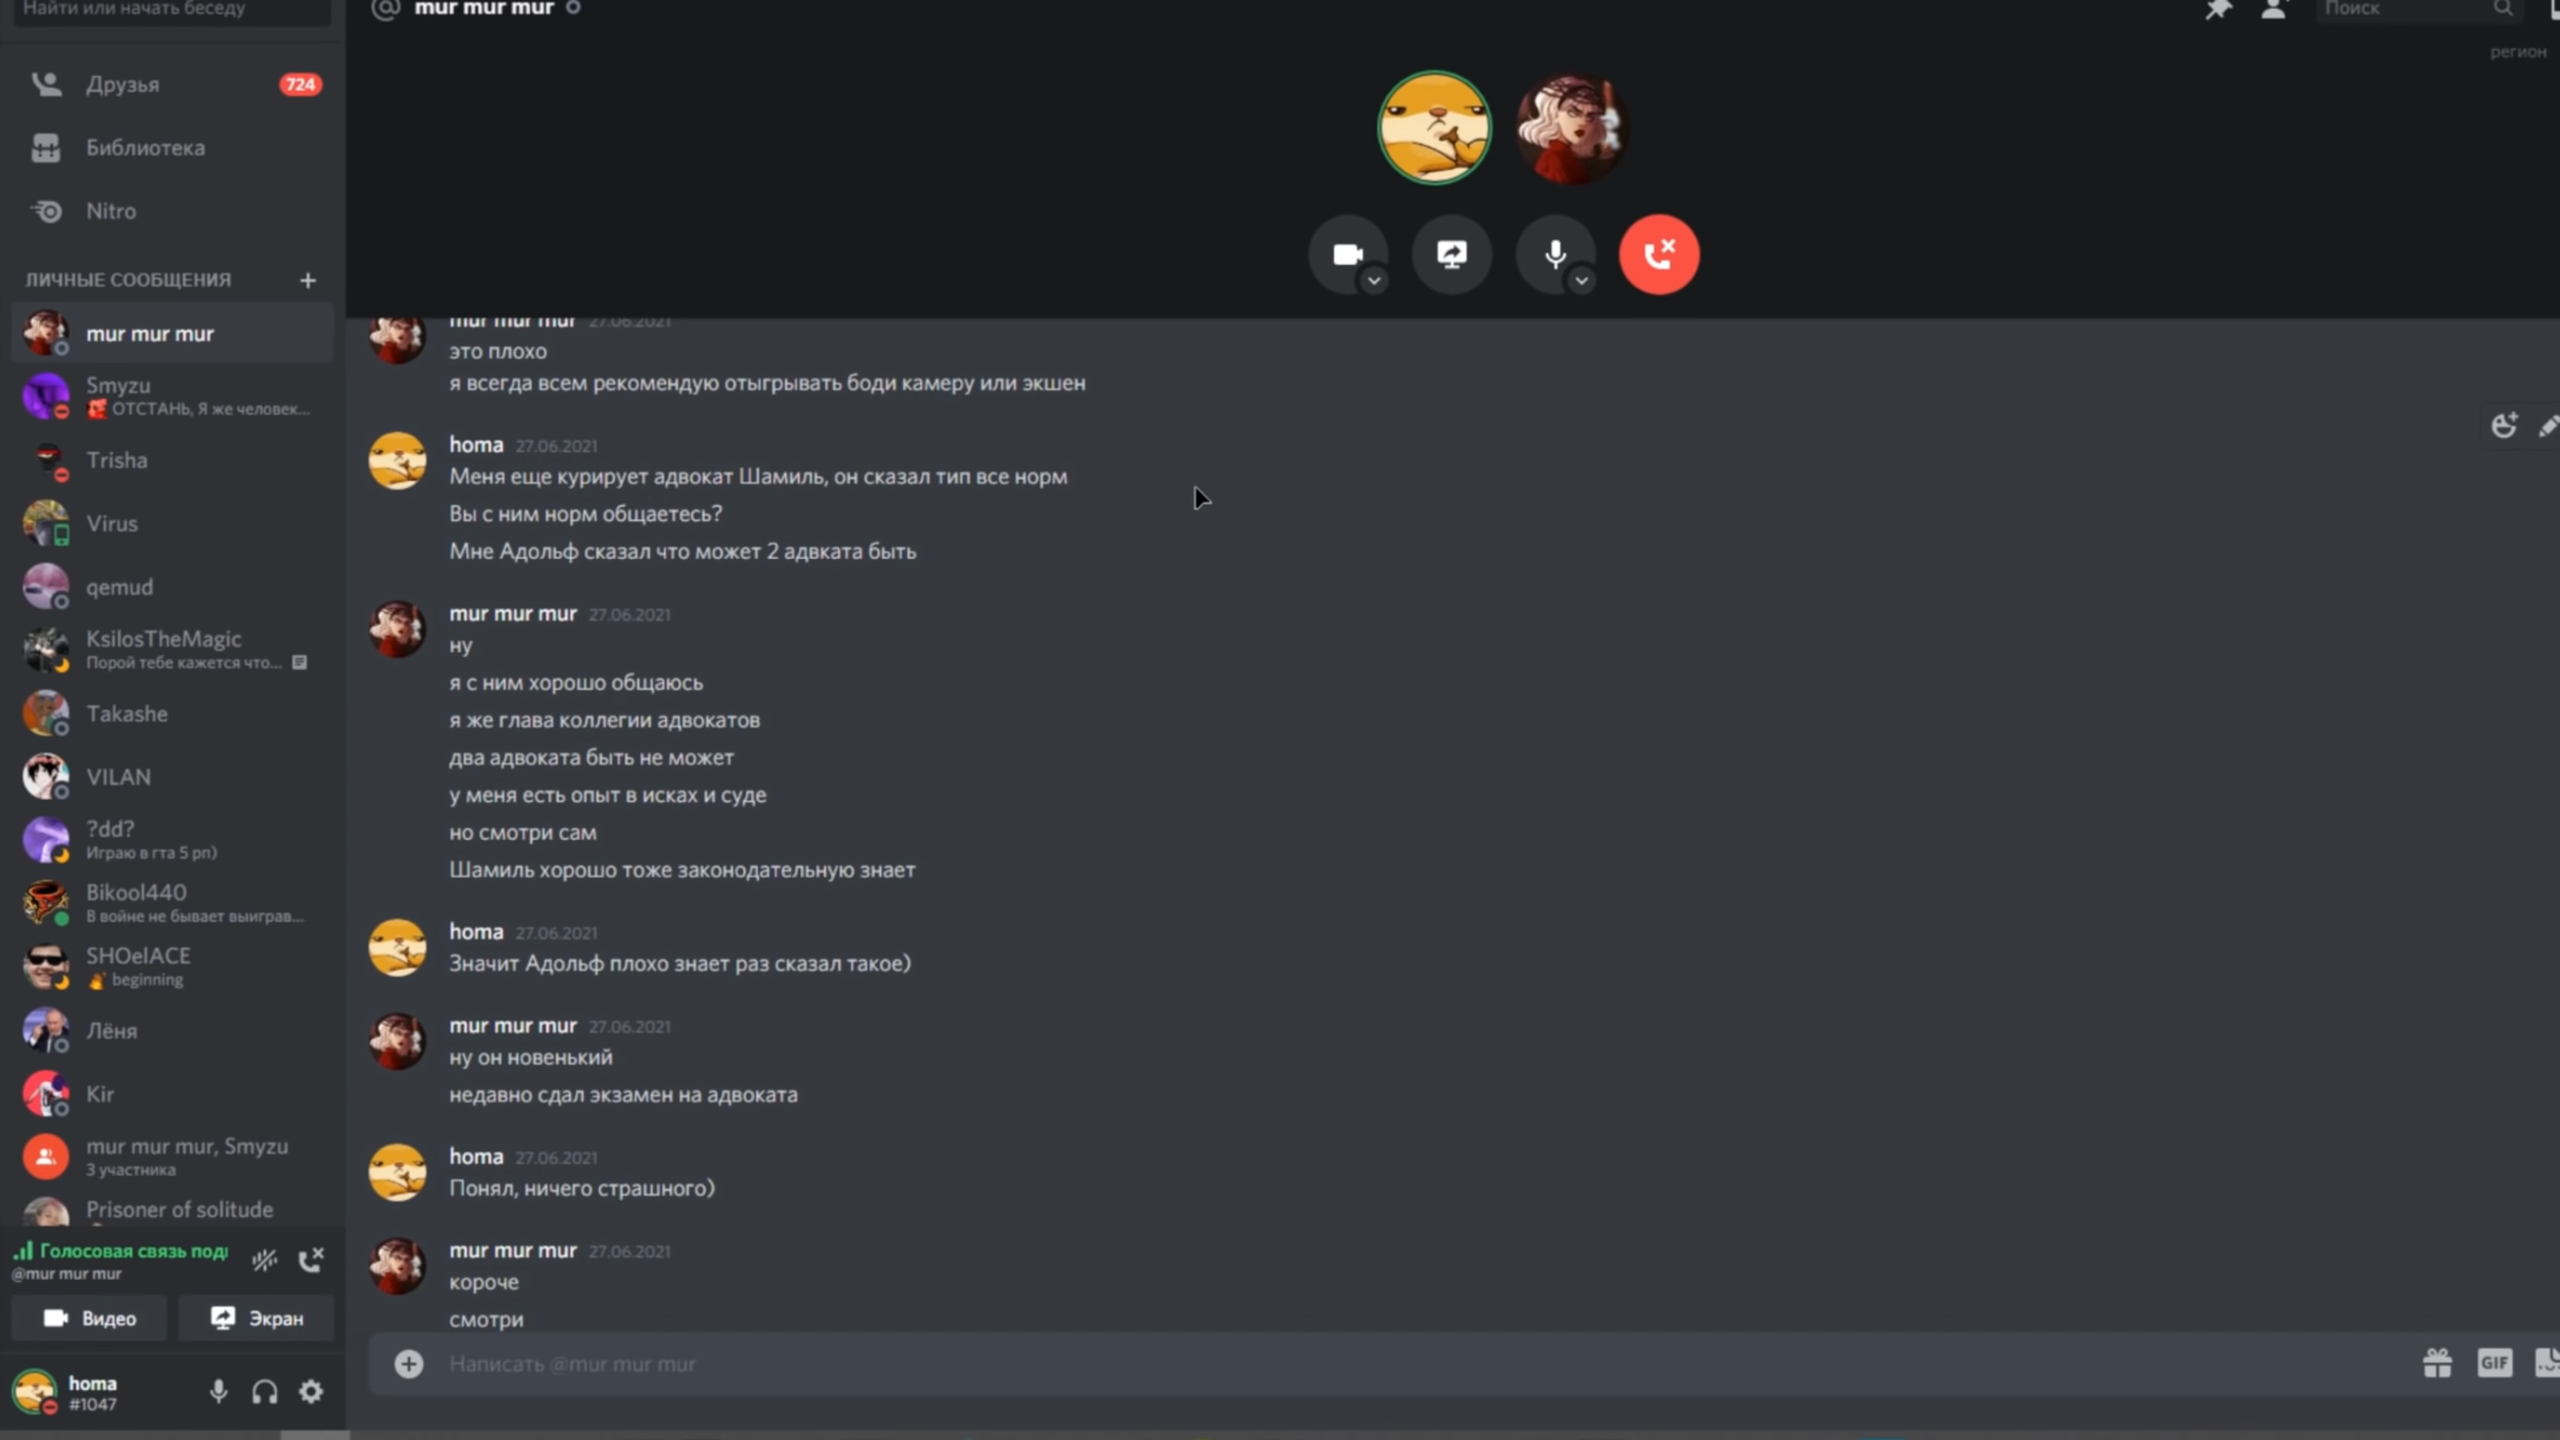 Найти или начать беседу
Друзья
724
Библиотека
Nitro
ЛИЧНЫЕ СООБЩЕНИЯ
mur mur mur
Smyzu
ОТСТАНЬ, Я же человек...
Trisha
Virus
qemud
KsilosTheMagic
Порой тебе кажется что...
Takashe
VILAN
?dd?
Играю в гта 5 рп)
Bikool440
В войне не бывает выиграв...
SHOelACE
beginning
Лёня
Kir
mur mur mur, Smyzu
3 участника
Prisoner of solitude
Голосовая связь под
@mur mur mur
Видео
Экран
homa
#1047
@ mur mur mur
Поиск
регион
mur mur mur 27.06.2021
это плохо
я всегда всем рекомендую отыгрывать боди камеру или экшен
homa 27.06.2021
Меня еще курирует адвокат Шамиль, он сказал тип все норм
Вы с ним норм общаетесь?
Мне Адольф сказал что может 2 адвката быть
mur mur mur 27.06.2021
ну
я с ним хорошо общаюсь
я же глава коллегии адвокатов
два адвоката быть не может
у меня есть опыт в исках и суде
но смотри сам
Шамиль хорошо тоже законодательную знает
homa 27.06.2021
Значит Адольф плохо знает раз сказал такое)
mur mur mur 27.06.2021
ну он новенький
недавно сдал экзамен на адвоката
homa 27.06.2021
Понял, ничего страшного)
mur mur mur 27.06.2021
короче
смотри
Написать @mur mur mur
GIF